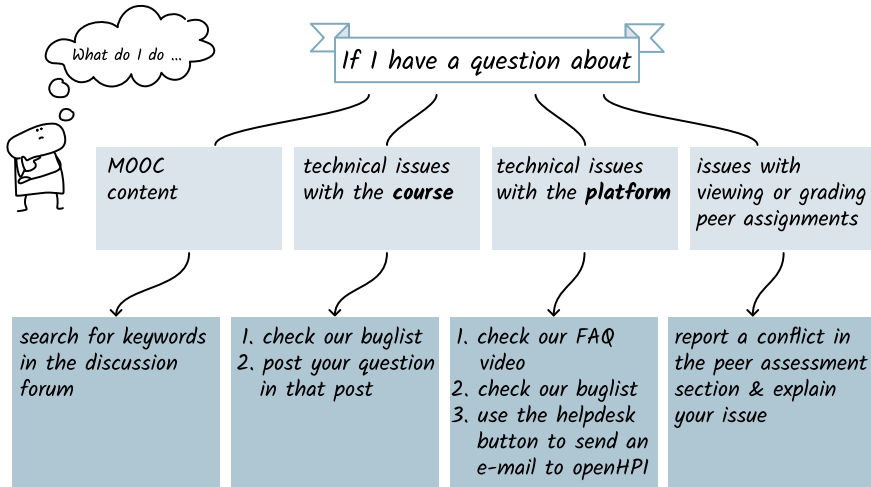 What do I do ...
If I have a question about
MOOC
content
technical issues
with the course
technical issues
with the platform
issues with
viewing or grading
peer assignments
search for keywords
in the discussion
forum
1. check our buglist
2. post your question
in that post
1. check our FAQ
video
2. check our buglist
3. use the helpdesk
button to send an
e-mail to openHPI
report a conflict in
the peer assessment
section & explain
your issue